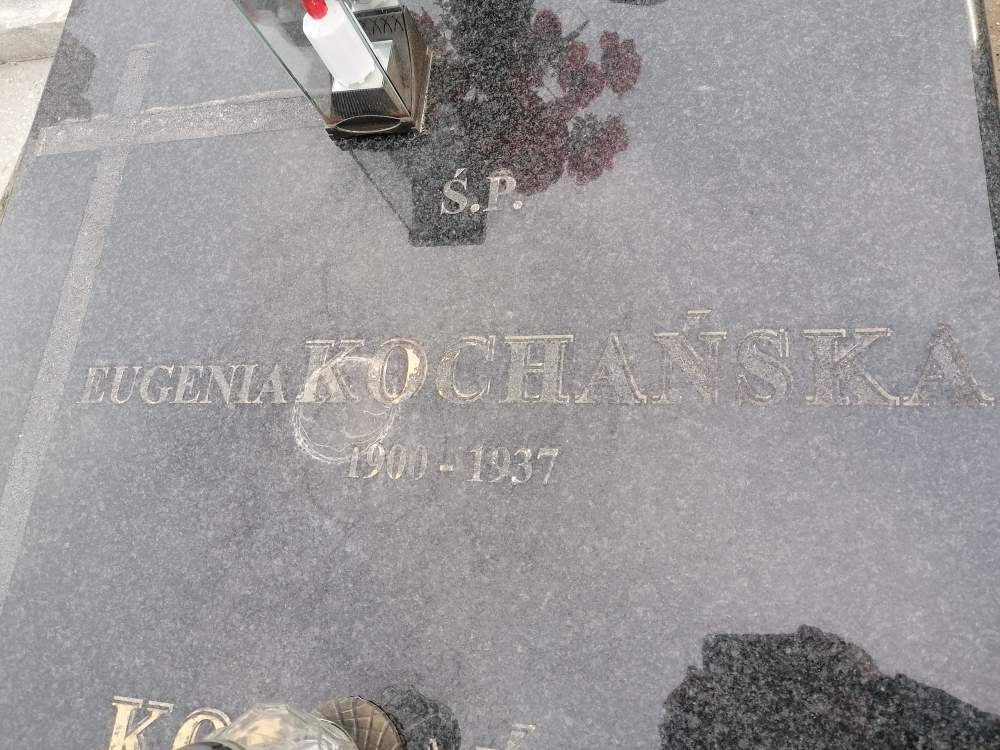 Ś.P.
EUGENIA KOCHAŃSKA
1900 - 1937